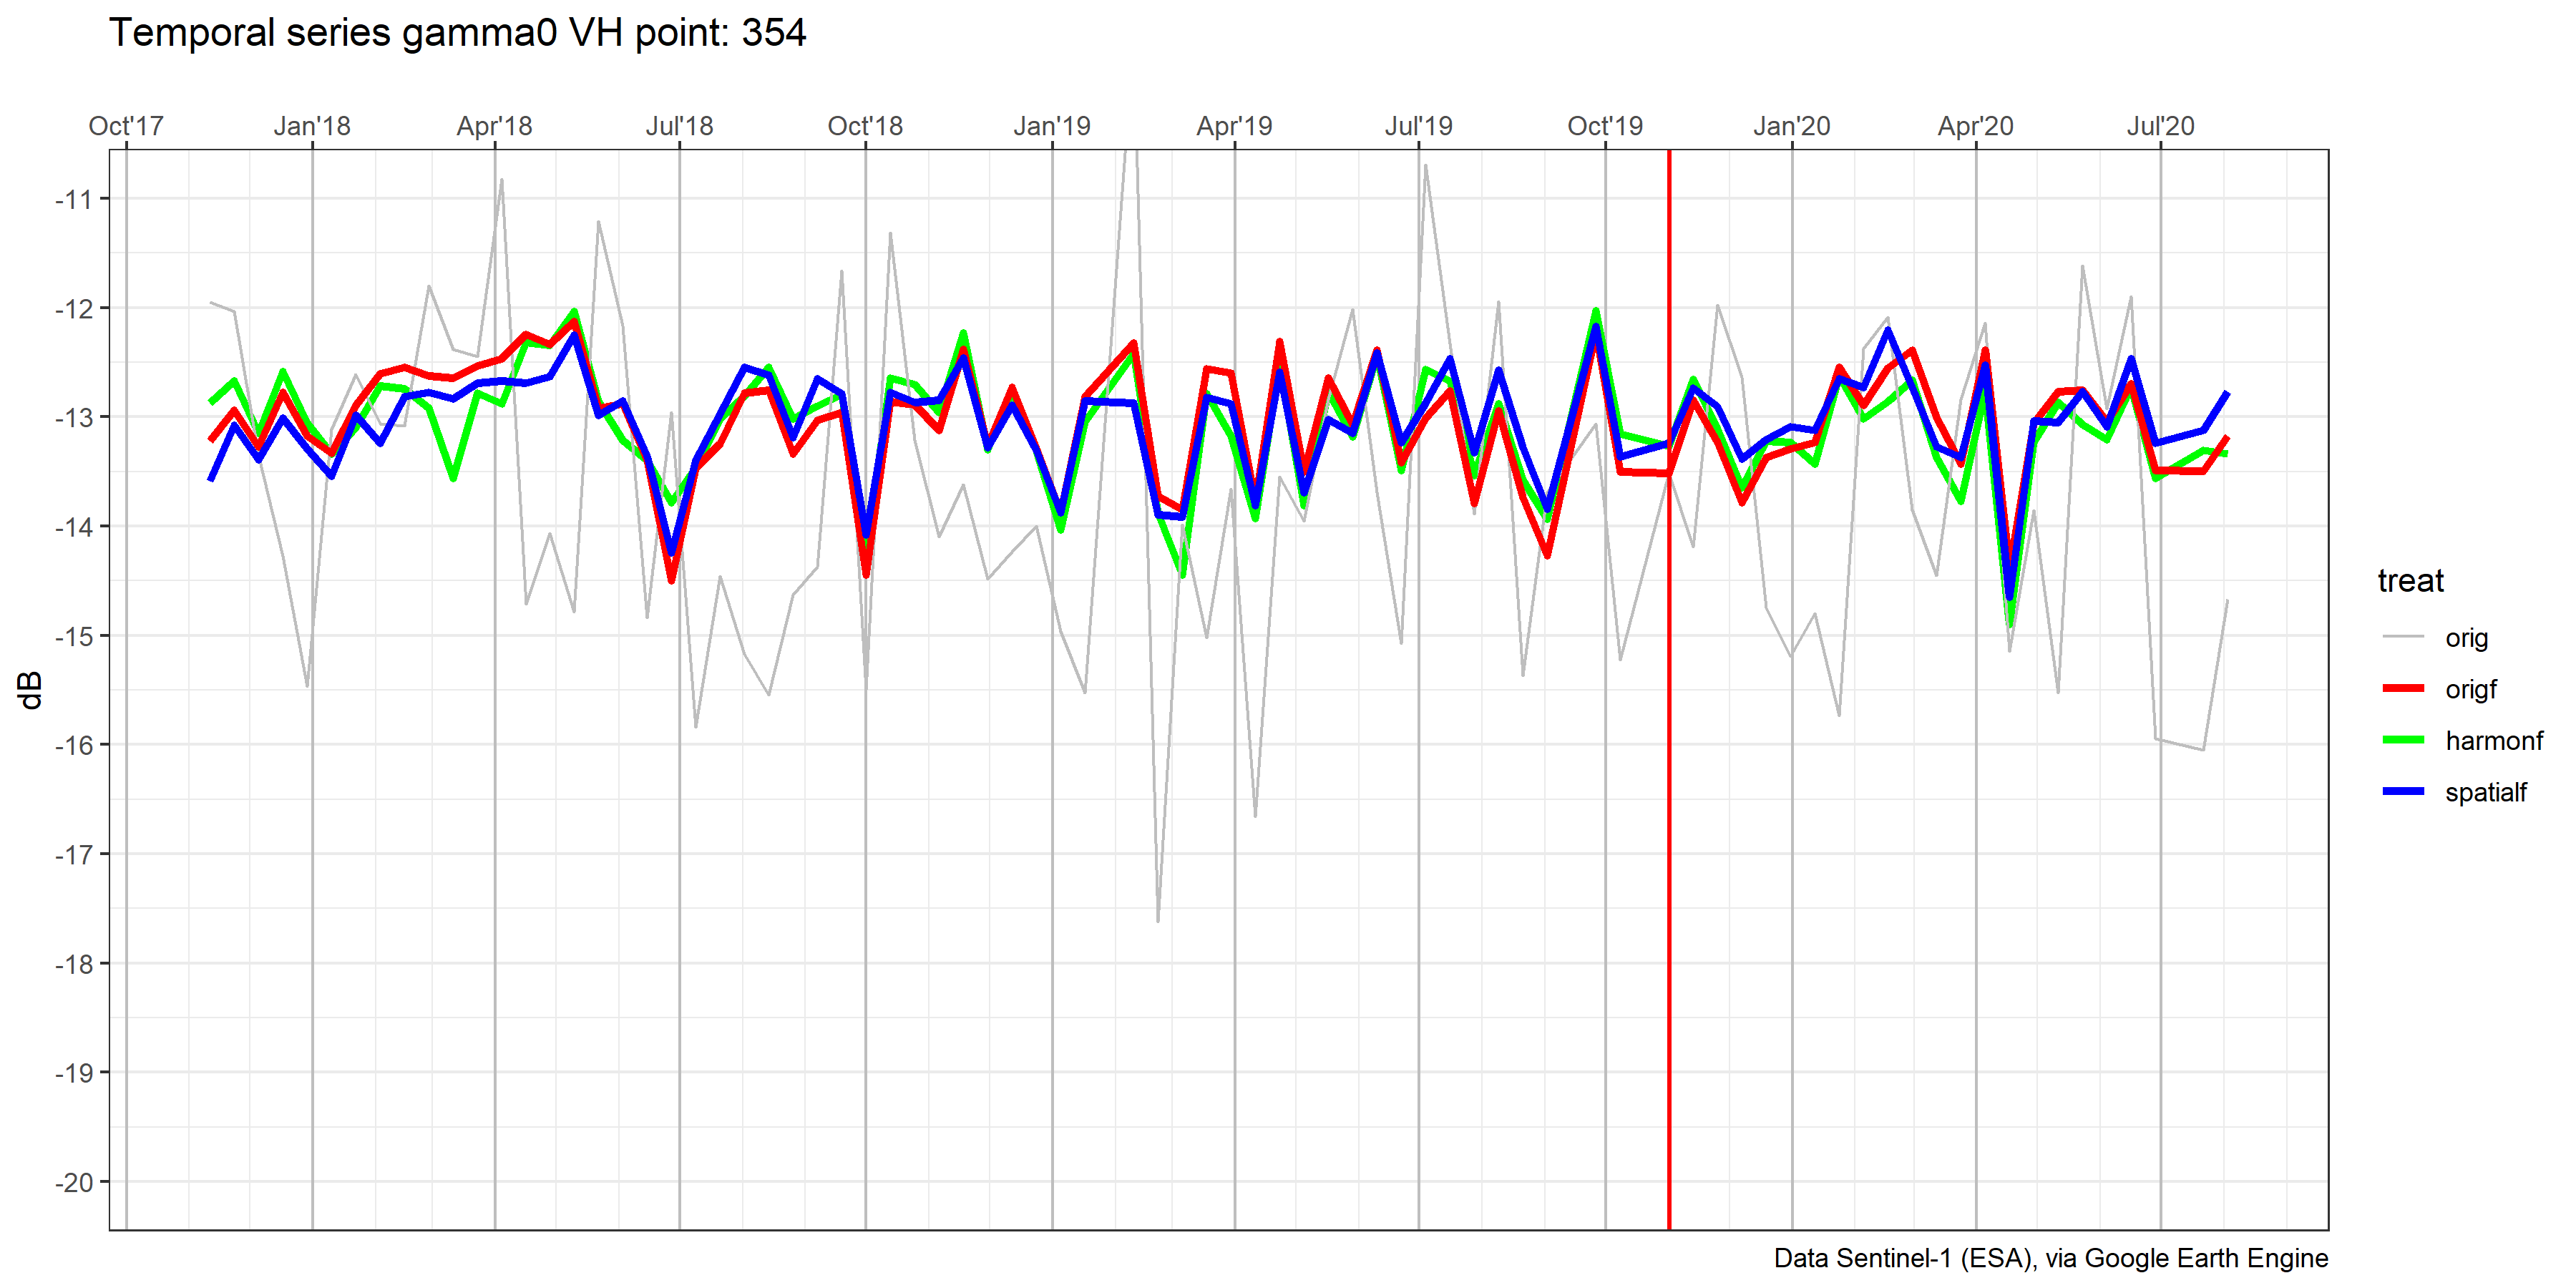 Temporal series gamma0 VH point: 354
Oct'17 Jan'18 Apr'18 Jul'18 Oct'18 Jan'19 Apr'19 Jul'19 Oct'19 Jan'20 Apr'20 Jul'20
-11
-12
-13
-14
-15
-16
-17
-18
-19
-20
dB
treat
orig
origf
harmonf
spatialf
Data Sentinel-1 (ESA), via Google Earth Engine